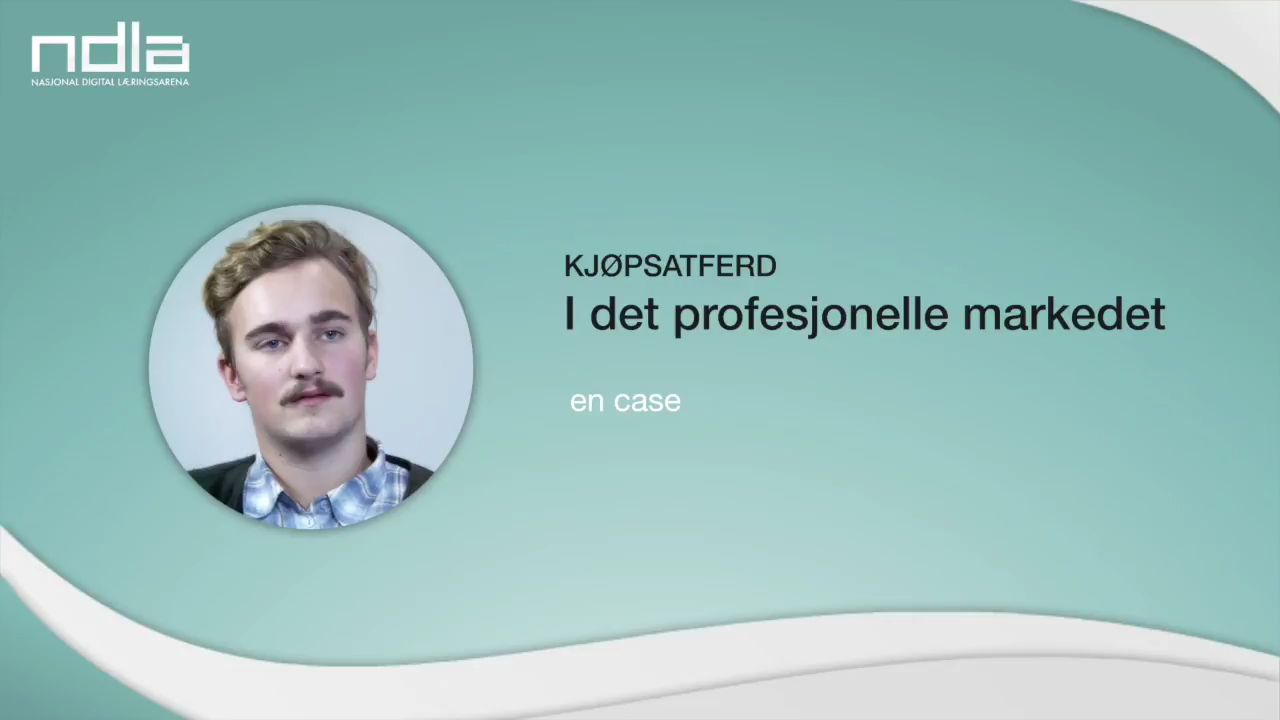 ndla
NASJONAL DIGITAL LÆRINGSARENA
KJØPSATFERD
I det profesjonelle markedet
en case